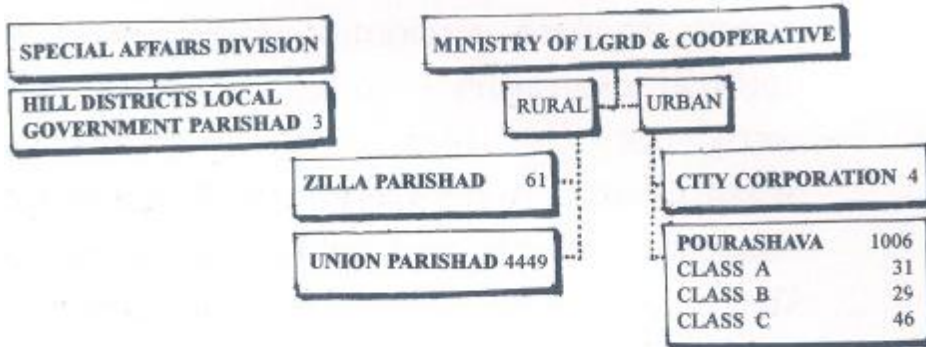 SPECIAL AFFAIRS DIVISION
HILL DISTRICTS LOCAL
GOVERNMENT PARISHAD 3
MINISTRY OF LGRD & COOPERATIVE
RURAL
URBAN
ZILLA PARISHAD 61
UNION PARISHAD 4449
CITY CORPORATION 4
POURASHAVA 1006
CLASS A 31
CLASS B 29
CLASS C 46